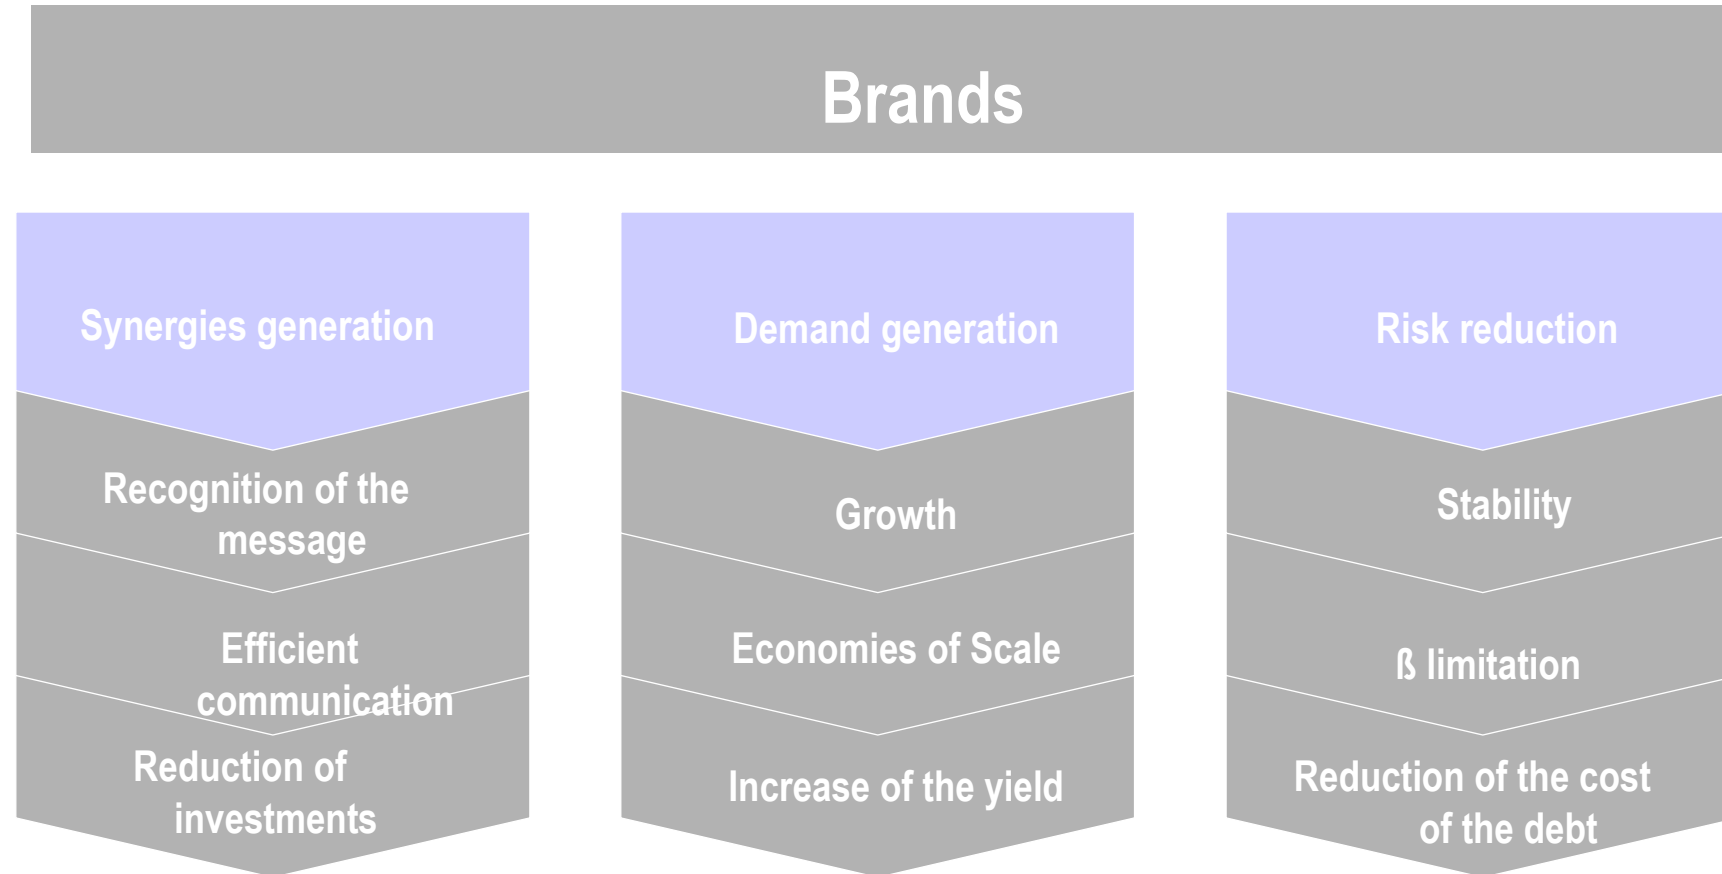 Brands
Synergies generation
Recognition of the
message
Efficient
communication
Reduction of
investments
Demand generation
Growth
Economies of Scale
Increase of the yield
Risk reduction
Stability
ß limitation
Reduction of the cost
of the debt